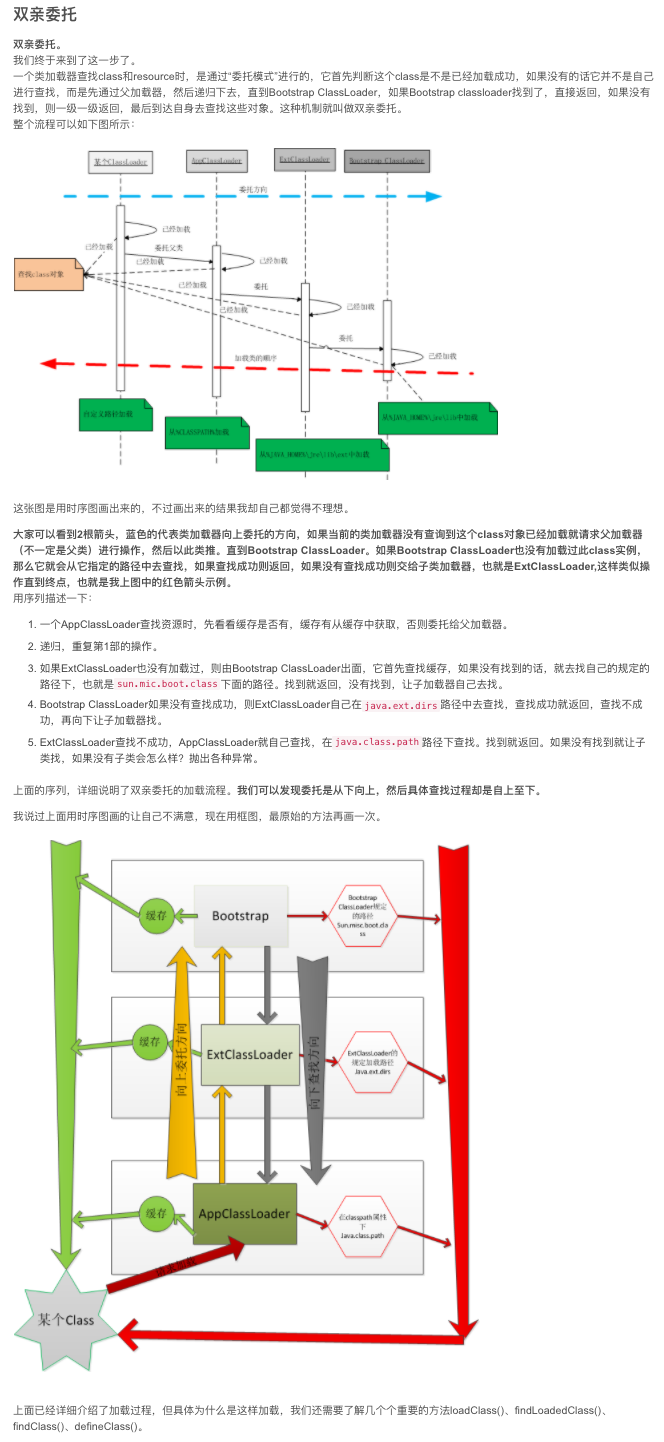 双亲委托
双亲委托。
我们终于来到了这一步了。
一个类加载器查找class和resource时，是通过“委托模式”进行的，它首先判断这个class是不是已经加载成功，如果没有的话它并不是自己
进行查找，而是先通过父加载器，然后递归下去，直到Bootstrap ClassLoader，如果Bootstrap classloader找到了，直接返回，如果没有
找到，则一级一级返回，最后到达自身去查找这些对象。这种机制就叫做双亲委托。
整个流程可以如下图所示：
某个ClassLoader
AppClassLoader
ExtClassLoader
Bootstrap ClassLoader
委托方向
已经加载
已经加载
委托父类
已经加载
已经加载
查找class对象
已经加载
委托
已经加载
已经加载
委托
已经加载
加载类的顺序
自定义路径加载
从%CLASSPATH%加载
从%JAVA_HOME%\jre\lib中加载
从%JAVA_HOME%\jre\lib\ext中加载
这张图是用时序图画出来的，不过画出来的结果我却自己都觉得不理想。
大家可以看到2根箭头，蓝色的代表类加载器向上委托的方向，如果当前的类加载器没有查询到这个class对象已经加载就请求父加载器
（不一定是父类）进行操作，然后以此类推。直到Bootstrap ClassLoader。如果Bootstrap ClassLoader也没有加载过此class实例，
那么它就会从它指定的路径中去查找，如果查找成功则返回，如果没有查找成功则交给子类加载器，也就是ExtClassLoader,这样类似操
作直到终点，也就是我上图中的红色箭头示例。
用序列描述一下：
1. 一个AppClassLoader查找资源时，先看看缓存是否有，缓存有从缓存中获取，否则委托给父加载器。
2. 递归，重复第1部的操作。
3. 如果ExtClassLoader也没有加载过，则由Bootstrap ClassLoader出面，它首先查找缓存，如果没有找到的话，就去找自己的规定的
路径下，也就是 sun.mic.boot.class 下面的路径。找到就返回，没有找到，让子加载器自己去找。
4. Bootstrap ClassLoader如果没有查找成功，则ExtClassLoader自己在 java.ext.dirs 路径中去查找，查找成功就返回，查找不成
功，再向下让子加载器找。
5. ExtClassLoader查找不成功，AppClassLoader就自己查找，在 java.class.path 路径下查找。找到就返回。如果没有找到就让子
类找，如果没有子类会怎么样？抛出各种异常。
上面的序列，详细说明了双亲委托的加载流程。我们可以发现委托是从下向上，然后具体查找过程却是自上至下。
我说过上面用时序图画的让自己不满意，现在用框图，最原始的方法再画一次。
缓存
Bootstrap
Bootstrap
ClassLoader规定
的路径
Sun.misc.boot.cla
ss
向上委托方向
向下查找方向
缓存
ExtClassLoader
ExtClassLoader的
规定加载路径
Java.ext.dirs
缓存
AppClassLoader
在classpath属性
下
Java.class.path
请求加载
某个Class
上面已经详细介绍了加载过程，但具体为什么是这样加载，我们还需要了解几个个重要的方法loadClass()、findLoadedClass()、
findClass()、defineClass()。